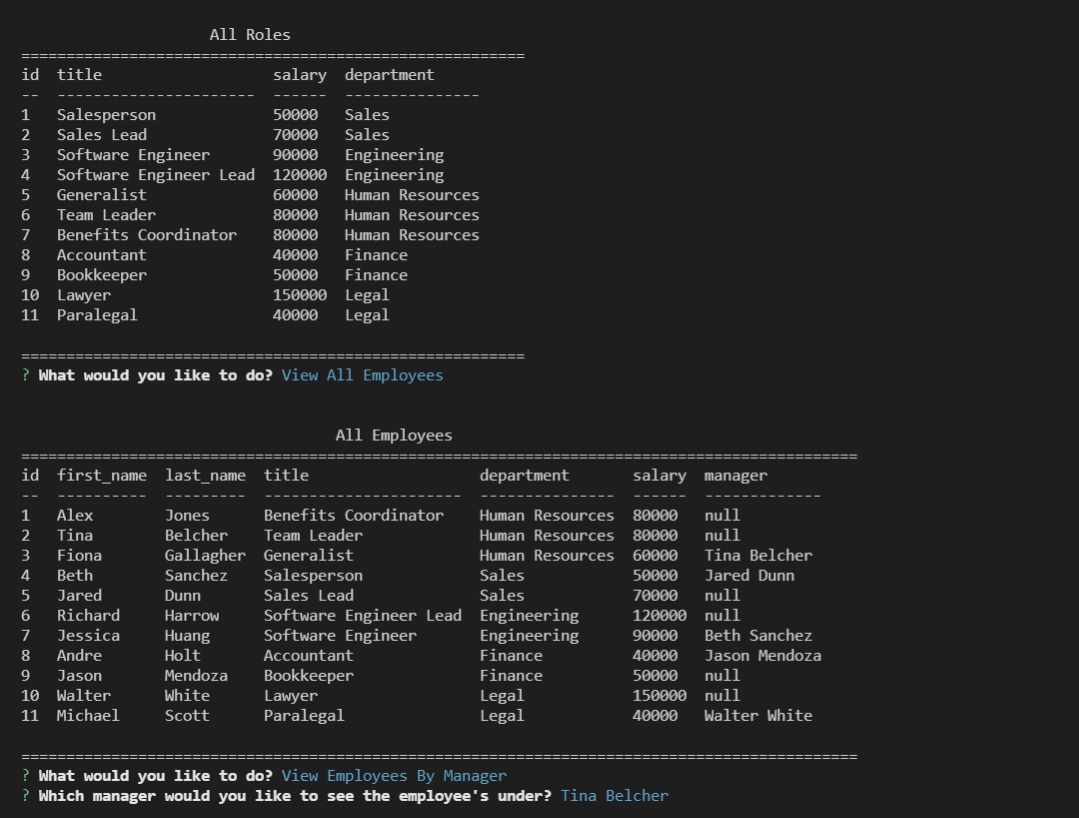 All Roles
========================================================
id  title                   salary  department
--  ----------------------  ------  ---------------
1   Salesperson             50000   Sales
2   Sales Lead              70000   Sales
3   Software Engineer       90000   Engineering
4   Software Engineer Lead  120000  Engineering
5   Generalist              60000   Human Resources
6   Team Leader             80000   Human Resources
7   Benefits Coordinator    80000   Human Resources
8   Accountant              40000   Finance
9   Bookkeeper              50000   Finance
10  Lawyer                  150000  Legal
11  Paralegal               40000   Legal
========================================================
? What would you like to do? View All Employees
All Employees
=============================================================================================
id  first_name  last_name  title                   department       salary  manager
--  ----------  ---------  ----------------------  ---------------  ------  -------------
1   Alex        Jones      Benefits Coordinator    Human Resources  80000   null
2   Tina        Belcher    Team Leader             Human Resources  80000   null
3   Fiona       Gallagher  Generalist              Human Resources  60000   Tina Belcher
4   Beth        Sanchez    Salesperson             Sales            50000   Jared Dunn
5   Jared       Dunn       Sales Lead              Sales            70000   null
6   Richard     Harrow     Software Engineer Lead  Engineering      120000  null
7   Jessica     Huang      Software Engineer       Engineering      90000   Beth Sanchez
8   Andre       Holt       Accountant              Finance          40000   Jason Mendoza
9   Jason       Mendoza    Bookkeeper              Finance          50000   null
10  Walter      White      Lawyer                  Legal            150000  null
11  Michael     Scott      Paralegal               Legal            40000   Walter White
=============================================================================================
? What would you like to do? View Employees By Manager
? Which manager would you like to see the employee's under? Tina Belcher